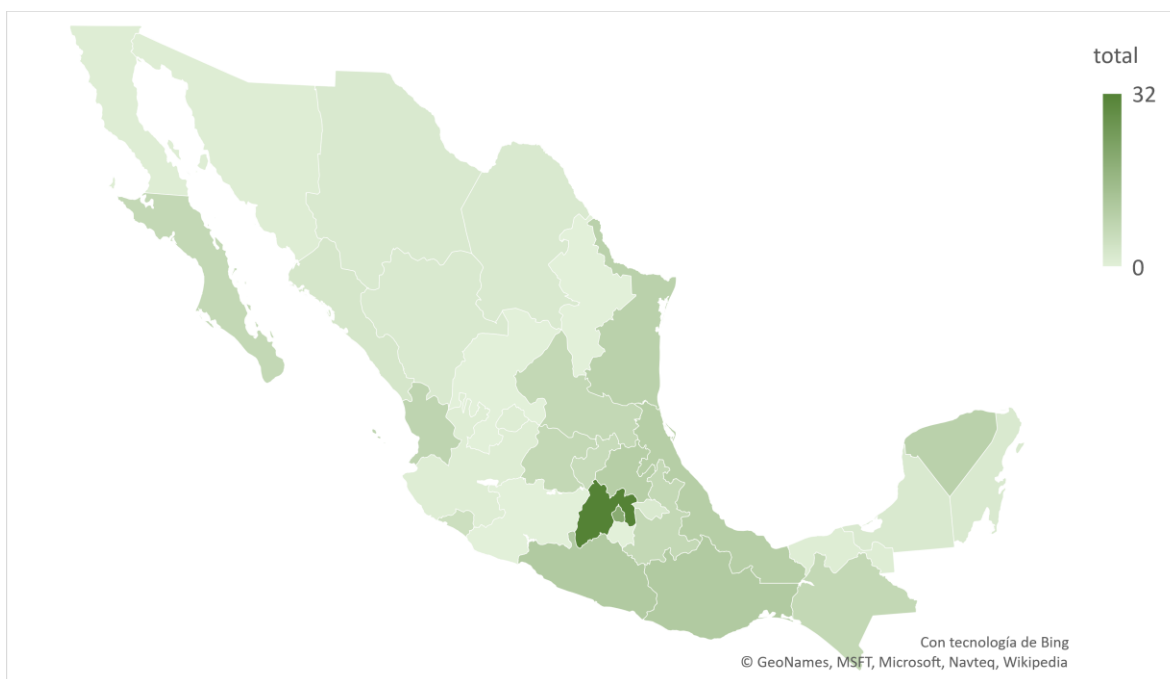 total
32
0
Con tecnología de Bing
© GeoNames, MSFT, Microsoft, Navteq, Wikipedia